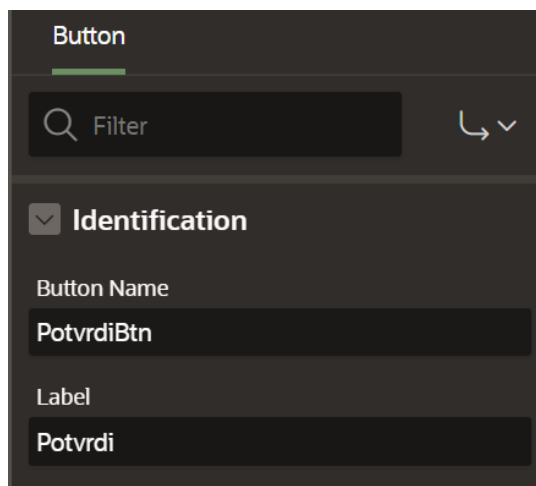 Button
Filter
Identification
Button Name
PotvrdiBtn
Label
Potvrdi